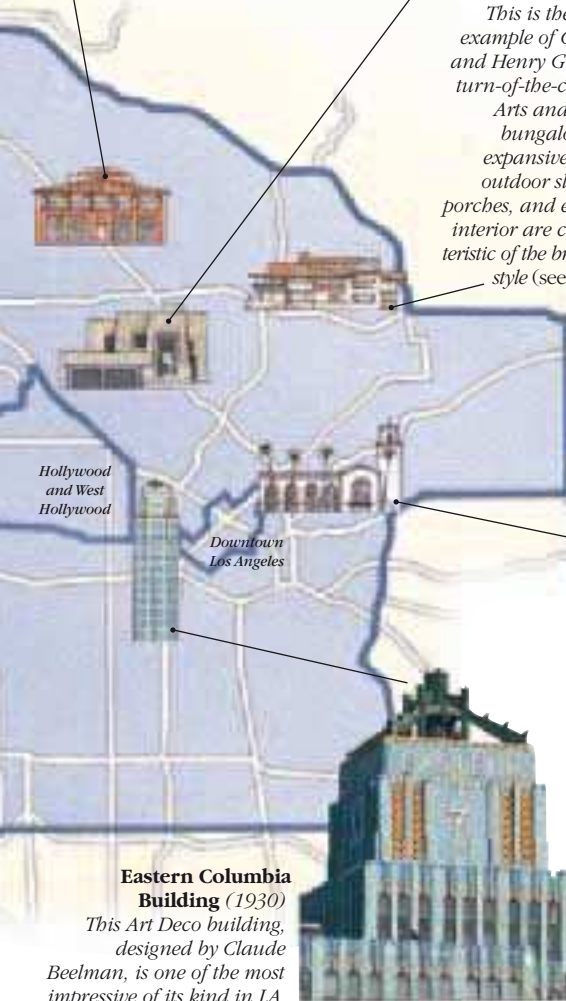 This is the
example of
and Henry
turn-of-the-c
Arts and
bungalo
expansive
outdoor sl
porches, and e
interior are c
teristic of the br
style (see
Hollywood
and West
Hollywood
Downtown
Los Angeles
Eastern Columbia
Building (1930)
This Art Deco building,
designed by Claude
Beelman, is one of the most
impressive of its kind in LA.